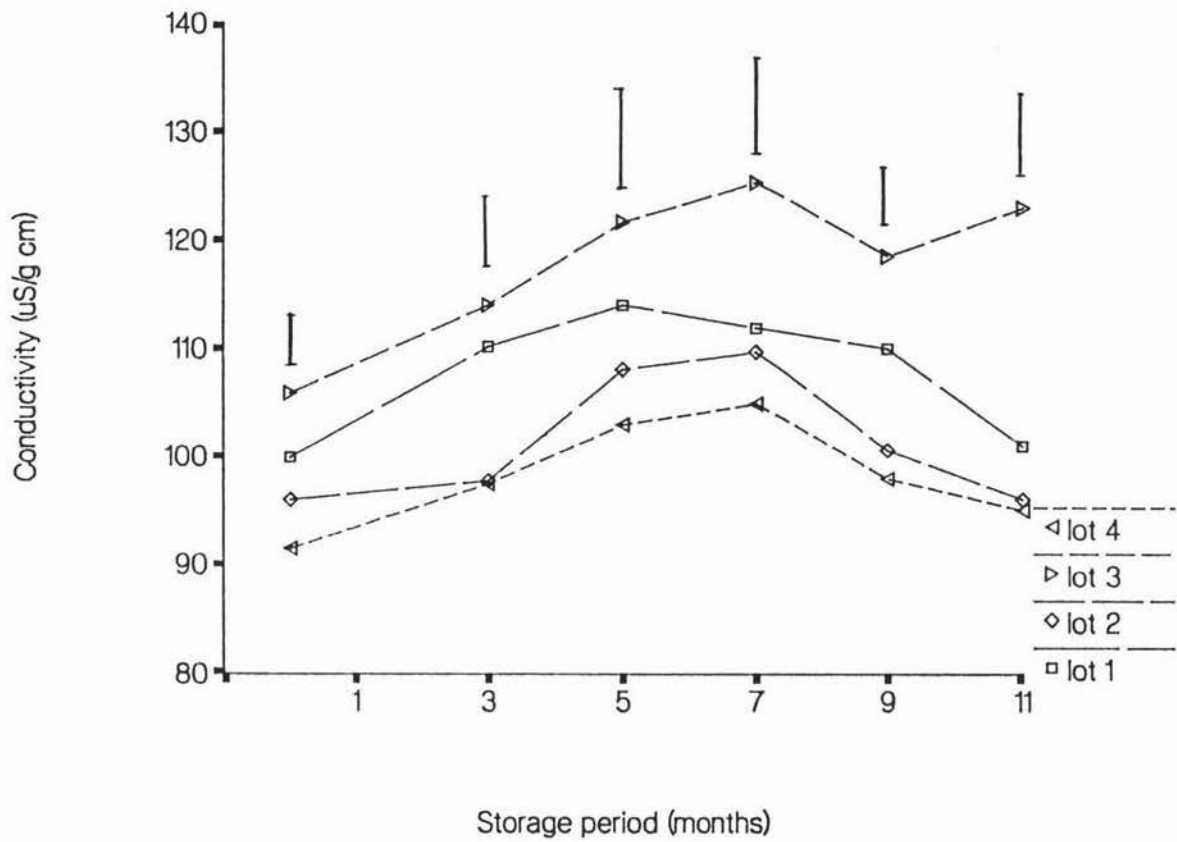 Conductivity (uS/g cm)
140
130
120
110
100
90
80
1 3 5 7 9 11
Storage period (months)
lot 4
lot 3
lot 2
lot 1